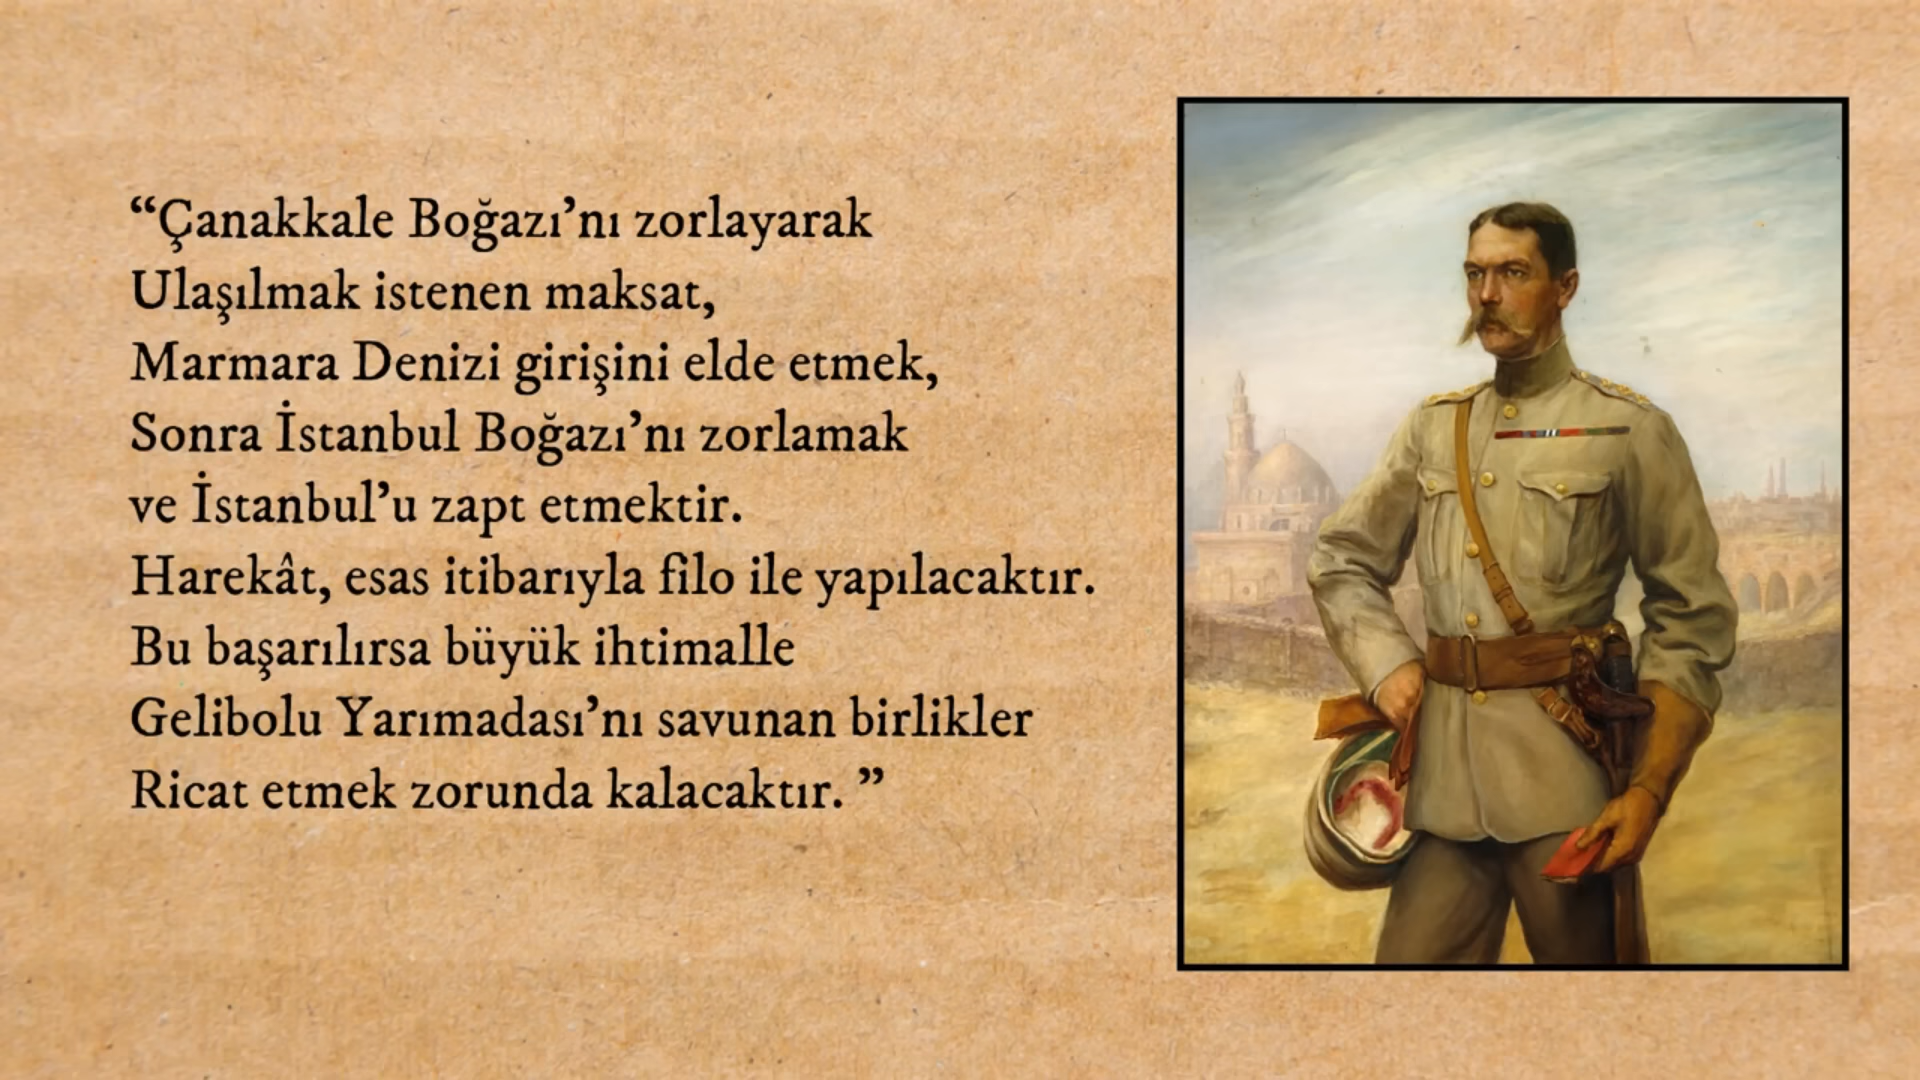 “Çanakkale Boğazı’nı zorlayarak
Ulaşılmak istenen maksat,
Marmara Denizi girişini elde etmek,
Sonra İstanbul Boğazı’nı zorlamak
ve İstanbul’u zapt etmektir.
Harekât, esas itibarıyla filo ile yapılacaktır.
Bu başarılırsa büyük ihtimalle
Gelibolu Yarımadası’nı savunan birlikler
Ricat etmek zorunda kalacaktır. ”